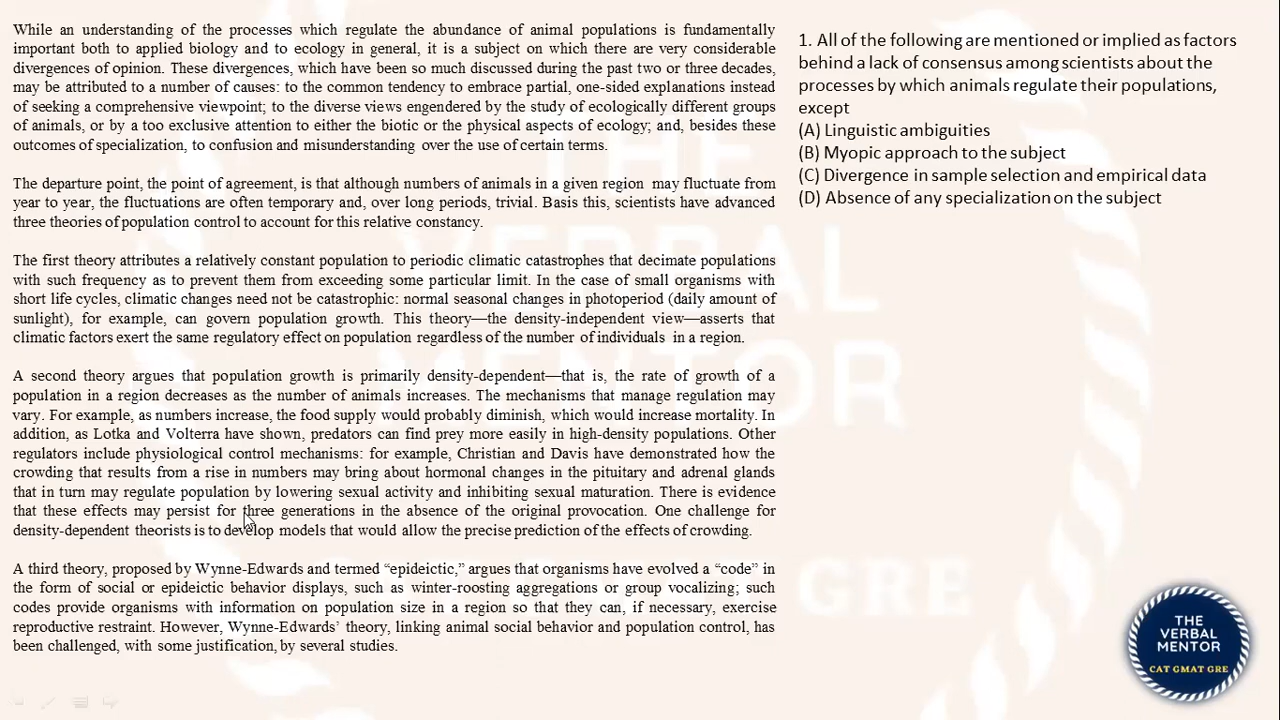 While an understanding of the processes which regulate the abundance of animal populations is fundamentally
important both to applied biology and to ecology in general, it is a subject on which there are very considerable
divergences of opinion. These divergences, which have been so much discussed during the past two or three decades,
may be attributed to a number of causes: to the common tendency to embrace partial, one-sided explanations instead
of seeking a comprehensive viewpoint; to the diverse views engendered by the study of ecologically different groups
of animals, or by a too exclusive attention to either the biotic or the physical aspects of ecology; and, besides these
outcomes of specialization, to confusion and misunderstanding over the use of certain terms.
The departure point, the point of agreement, is that although numbers of animals in a given region may fluctuate from
year to year, the fluctuations are often temporary and, over long periods, trivial. Basis this, scientists have advanced
three theories of population control to account for this relative constancy.
The first theory attributes a relatively constant population to periodic climatic catastrophes that decimate populations
with such frequency as to prevent them from exceeding some particular limit. In the case of small organisms with
short life cycles, climatic changes need not be catastrophic: normal seasonal changes in photoperiod (daily amount of
sunlight), for example, can govern population growth. This theory—the density-independent view—asserts that
climatic factors exert the same regulatory effect on population regardless of the number of individuals in a region.
A second theory argues that population growth is primarily density-dependent—that is, the rate of growth of a
population in a region decreases as the number of animals increases. The mechanisms that manage regulation may
vary. For example, as numbers increase, the food supply would probably diminish, which would increase mortality. In
addition, as Lotka and Volterra have shown, predators can find prey more easily in high-density populations. Other
regulators include physiological control mechanisms: for example, Christian and Davis have demonstrated how the
crowding that results from a rise in numbers may bring about hormonal changes in the pituitary and adrenal glands
that in turn may regulate population by lowering sexual activity and inhibiting sexual maturation. There is evidence
that these effects may persist for three generations in the absence of the original provocation. One challenge for
density-dependent theorists is to develop models that would allow the precise prediction of the effects of crowding.
A third theory, proposed by Wynne-Edwards and termed “epideictic,” argues that organisms have evolved a “code” in
the form of social or epideictic behavior displays, such as winter-roosting aggregations or group vocalizing; such
codes provide organisms with information on population size in a region so that they can, if necessary, exercise
reproductive restraint. However, Wynne-Edwards’ theory, linking animal social behavior and population control, has
been challenged, with some justification, by several studies.
1. All of the following are mentioned or implied as factors
behind a lack of consensus among scientists about the
processes by which animals regulate their populations,
except
(A) Linguistic ambiguities
(B) Myopic approach to the subject
(C) Divergence in sample selection and empirical data
(D) Absence of any specialization on the subject
THE
VERBAL
MENTOR
CAT GMAT GRE